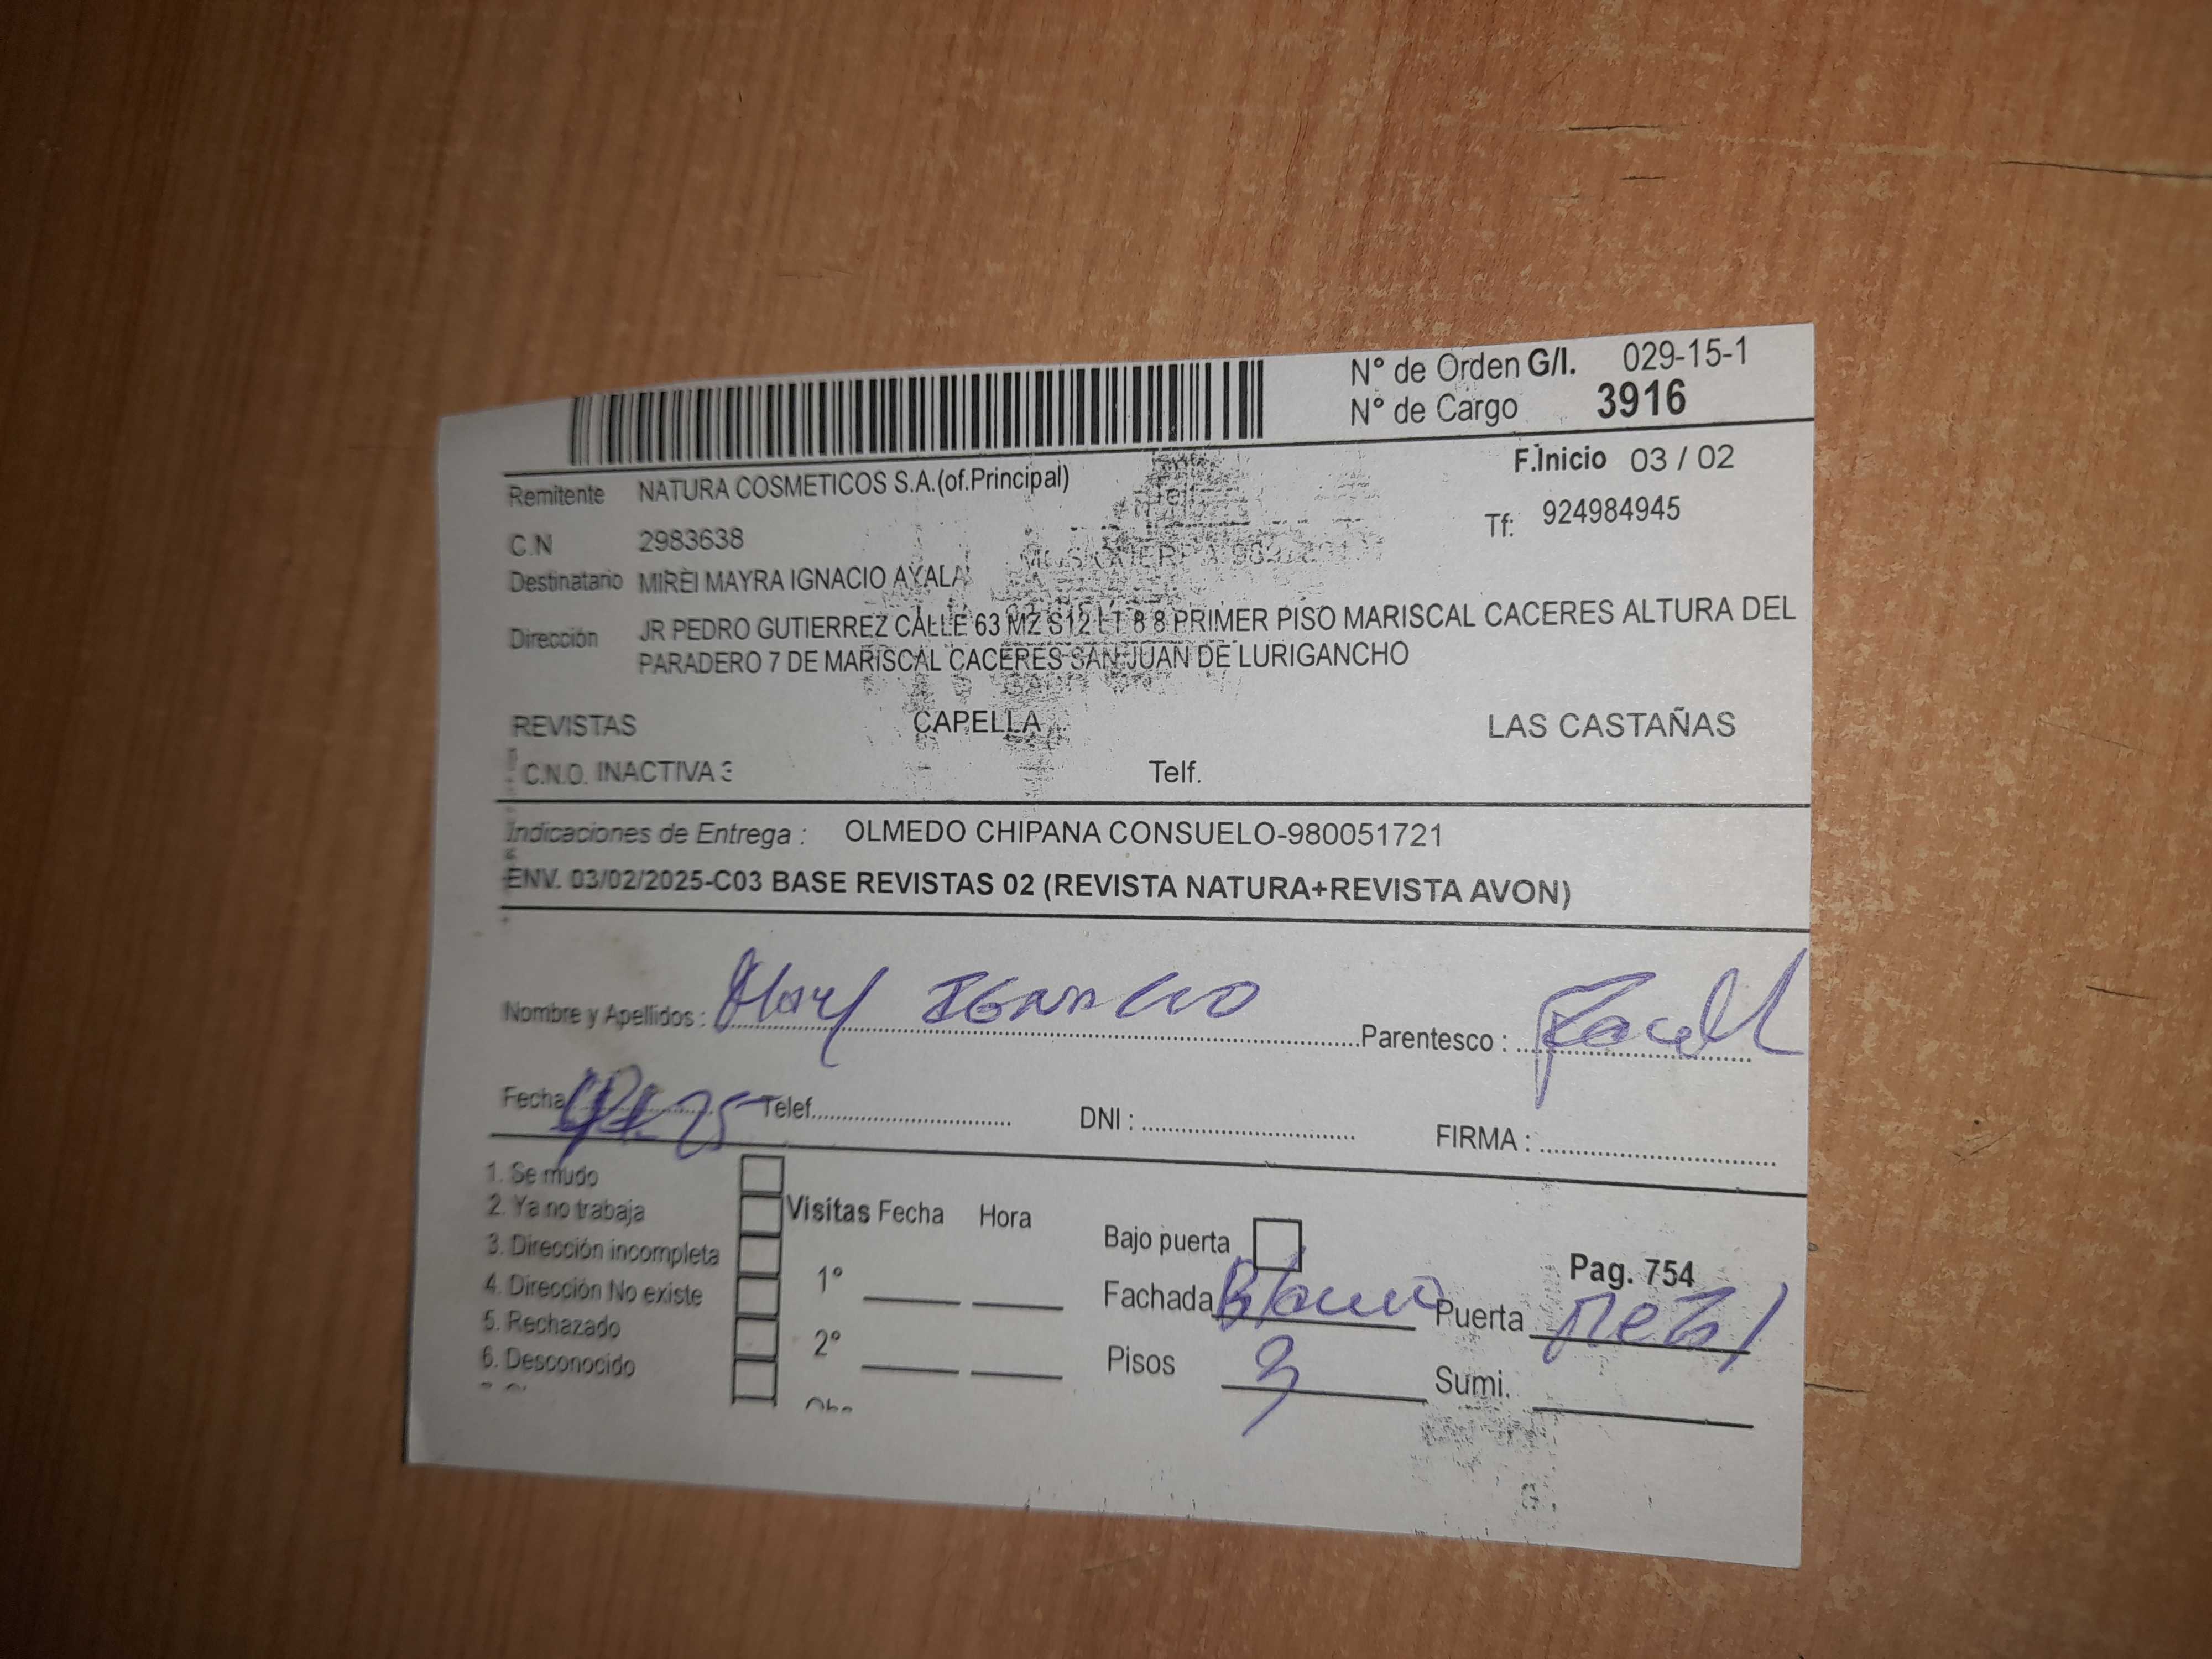 N° de Orden G/I. 029-15-1
N° de Cargo 3916
F.Inicio 03 / 02
Remitente NATURA COSMETICOS S.A.(of.Principal)
Tf: 924984945
C.N 2983638
Destinatario MIREI MAYRA IGNACIO AYALA
Dirección JR PEDRO GUTIERREZ CALLE 63 MZ S12 LT 8 8 PRIMER PISO MARISCAL CACERES ALTURA DEL
PARADERO 7 DE MARISCAL CACERES SAN JUAN DE LURIGANCHO
REVISTAS CAPELLA LAS CASTAÑAS
C.N.O. INACTIVA 3 Telf.
Indicaciones de Entrega : OLMEDO CHIPANA CONSUELO-980051721
ENV. 03/02/2025-C03 BASE REVISTAS 02 (REVISTA NATURA+REVISTA AVON)
Nombre y Apellidos : IGNACIO Parentesco :
Fecha Telef. DNI : FIRMA :
1. Se mudo
2. Ya no trabaja
3. Dirección incompleta
4. Dirección No existe
5. Rechazado
6. Desconocido
Visitas Fecha Hora
1°
2°
Bajo puerta
Pag. 754
Fachada Blanco Puerta Metal
Pisos 3 Sumi.